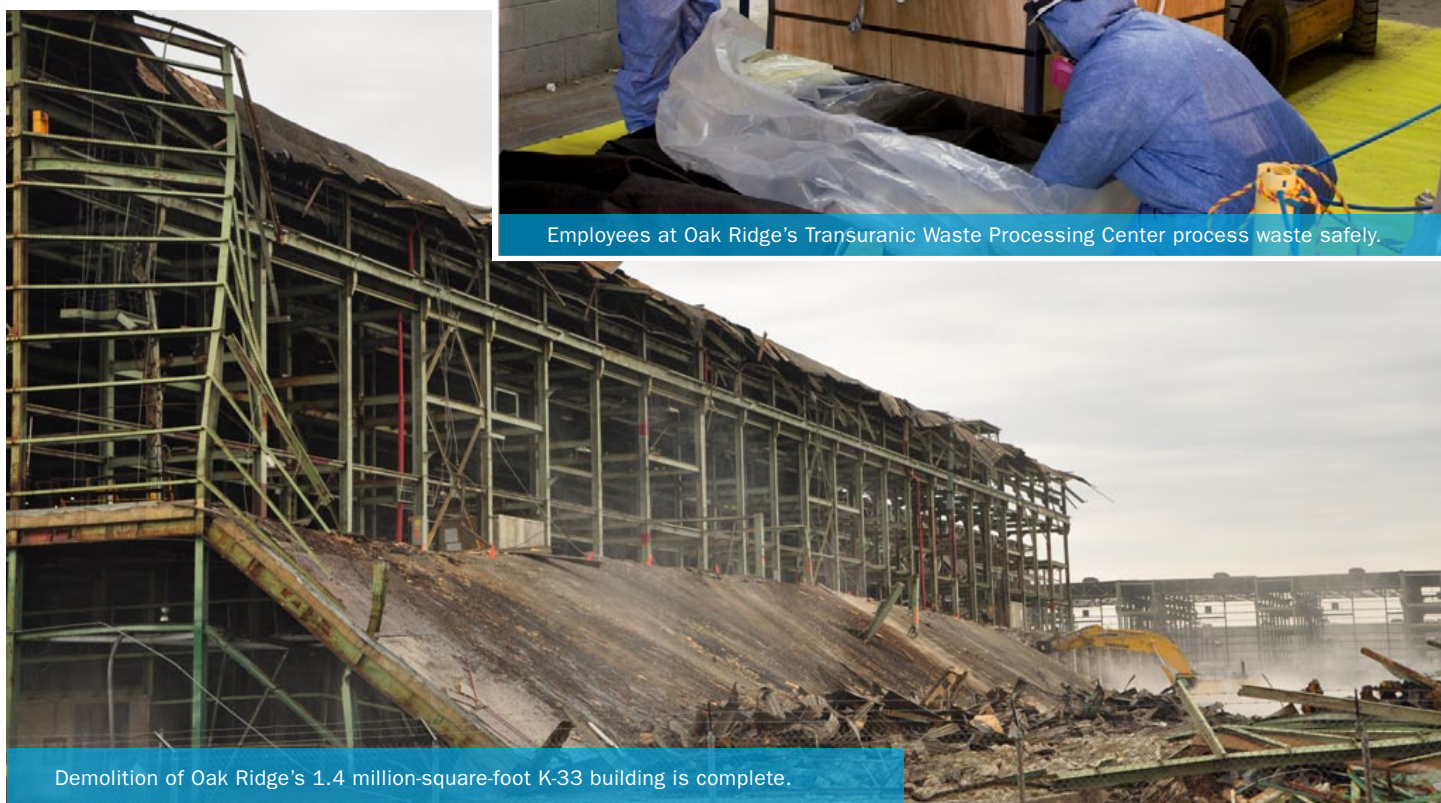 Employees at Oak Ridge's Transuranic Waste Processing Center process waste safely.
Demolition of Oak Ridge's 1.4 million-square-foot K-33 building is complete.